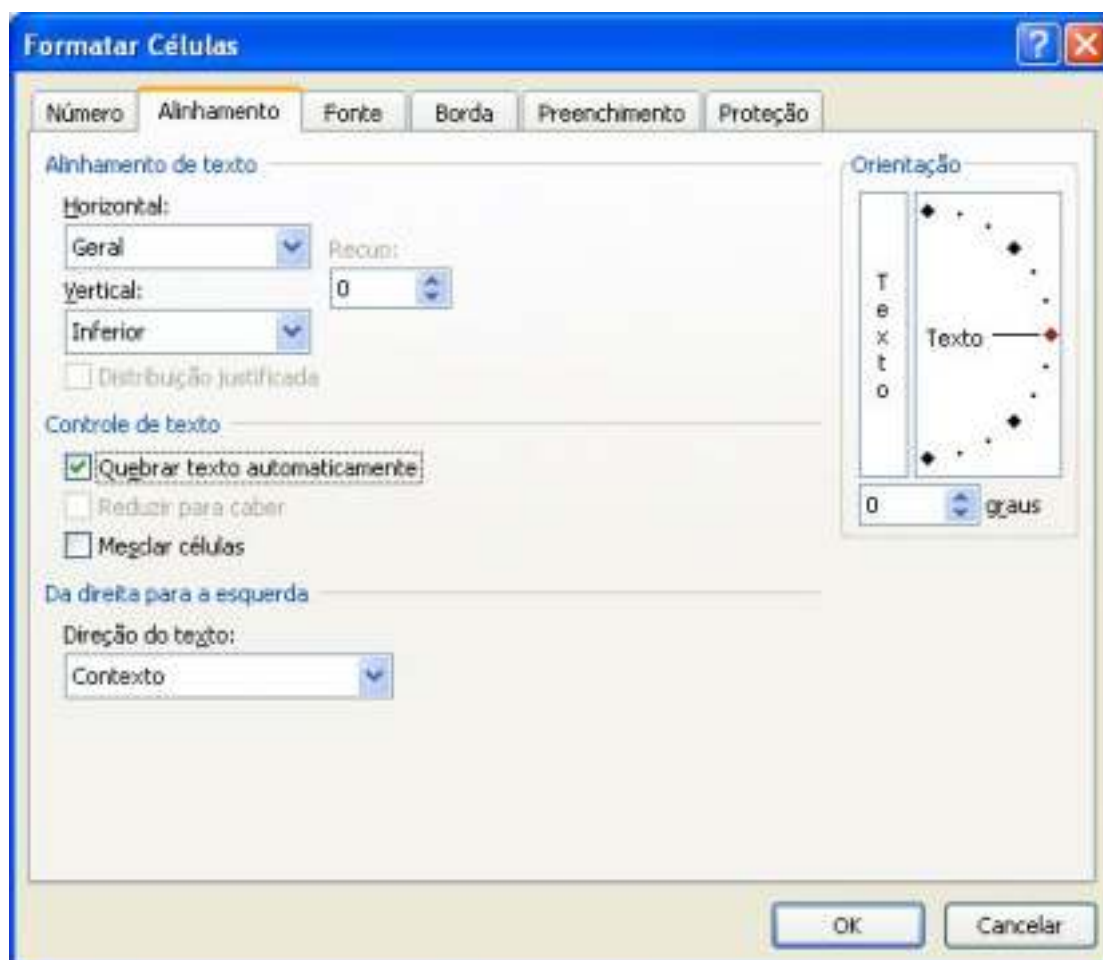 Formatar Células
Número Alinhamento Fonte Borda Preenchimento Proteção
Alinhamento de texto
Horizontal:
Geral
Recuo:
0
Vertical:
Inferior
Distribuição justificada
Controle de texto
Quebrar texto automaticamente
Reduzir para caber
Mesclar células
Da direita para a esquerda
Direção do texto:
Contexto
Orientação
Texto
Texto
0 graus
OK Cancelar